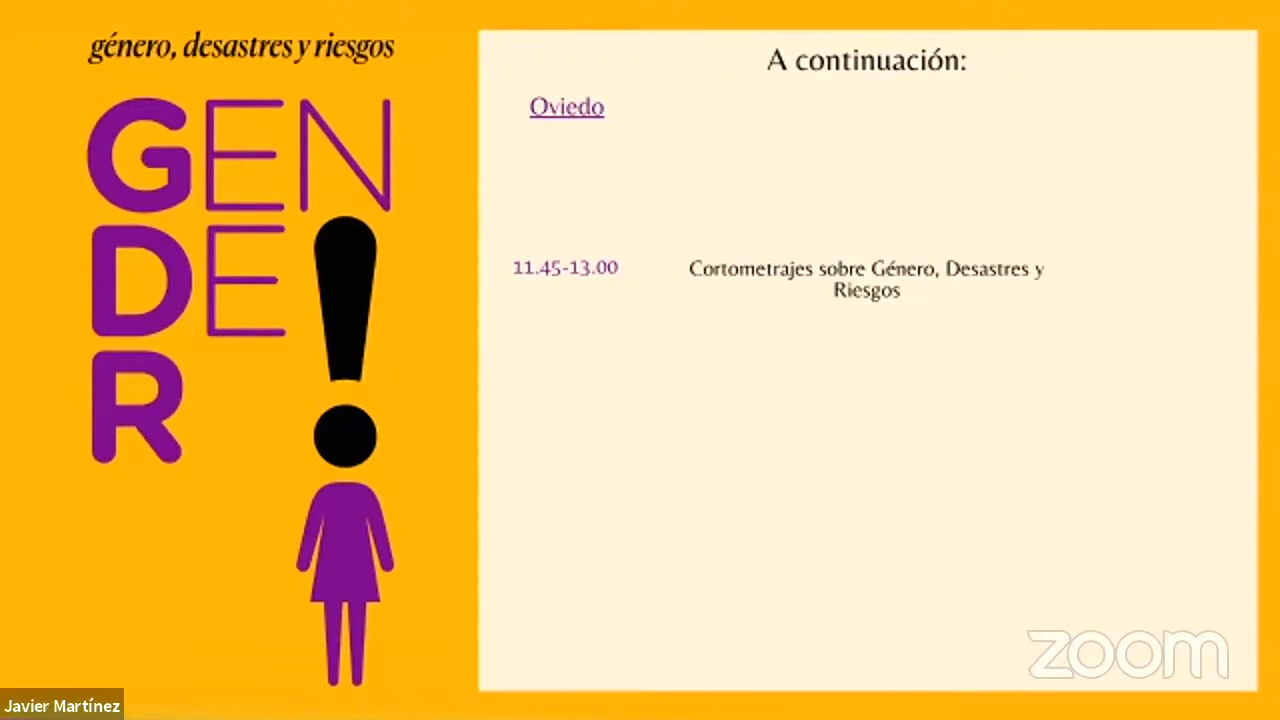 género, desastres y riesgos
GEN
DE!
R
A continuación:
Oviedo
11.45-13.00
Cortometrajes sobre Género, Desastres y
Riesgos
zoom
Javier Martínez